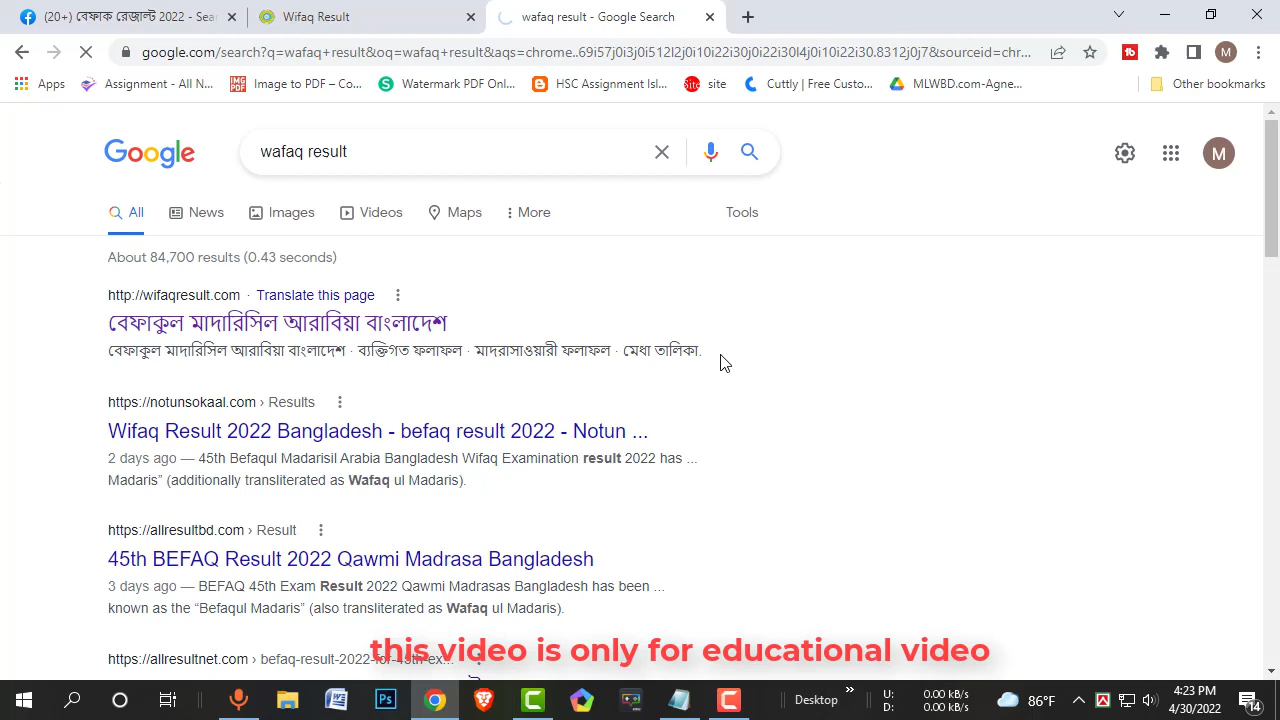 (20+) বেফাক রেজাল্ট 2022 - Sea
Wifaq Result
wafaq result - Google Search
google.com/search?q=wafaq+result&oq=wafaq+result&aqs=chrome..69i57j0i3j0i512l2j0i10i22i30j0i22i30l4j0i10i22i30.8312j0j7&sourceid=chr...
M
Apps
Assignment - All N...
Image to PDF – Co...
Watermark PDF Onl...
HSC Assignment Isl...
site
Cuttly | Free Custo...
MLWBD.com-Agne...
Other bookmarks
Google
wafaq result
M
All
News
Images
Videos
Maps
More
Tools
About 84,700 results (0.43 seconds)
http://wifaqresult.com · Translate this page
বেফাকুল মাদারিসিল আরাবিয়া বাংলাদেশ
বেফাকুল মাদারিসিল আরাবিয়া বাংলাদেশ · ব্যক্তিগত ফলাফল · মাদরাসাওয়ারী ফলাফল · মেধা তালিকা.
https://notunsokaal.com › Results
Wifaq Result 2022 Bangladesh - befaq result 2022 - Notun ...
2 days ago — 45th Befaqul Madarisil Arabia Bangladesh Wifaq Examination result 2022 has ...
Madaris” (additionally transliterated as Wafaq ul Madaris).
https://allresultbd.com › Result
45th BEFAQ Result 2022 Qawmi Madrasa Bangladesh
3 days ago — BEFAQ 45th Exam Result 2022 Qawmi Madrasas Bangladesh has been ...
known as the “Befaqul Madaris” (also transliterated as Wafaq ul Madaris).
https://allresultnet.com › befaq-result-2022-for-45th-ex...
this video is only for educational video
Desktop
U: 0.00 kB/s
D: 0.00 kB/s
86°F
4:23 PM
4/30/2022
14